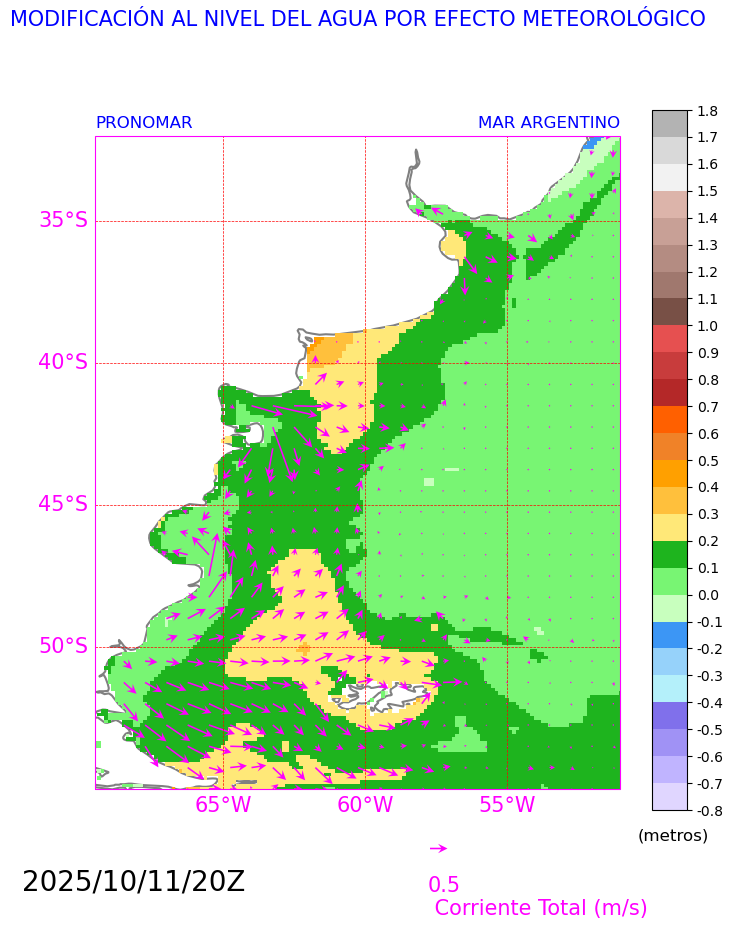 MODIFICACIÓN AL NIVEL DEL AGUA POR EFECTO METEOROLÓGICO
PRONOMAR MAR ARGENTINO
35°S
40°S
45°S
50°S
65°W 60°W 55°W
1.8
1.7
1.6
1.5
1.4
1.3
1.2
1.1
1.0
0.9
0.8
0.7
0.6
0.5
0.4
0.3
0.2
0.1
0.0
-0.1
-0.2
-0.3
-0.4
-0.5
-0.6
-0.7
-0.8
(metros)
2025/10/11/20Z
0.5
Corriente Total (m/s)